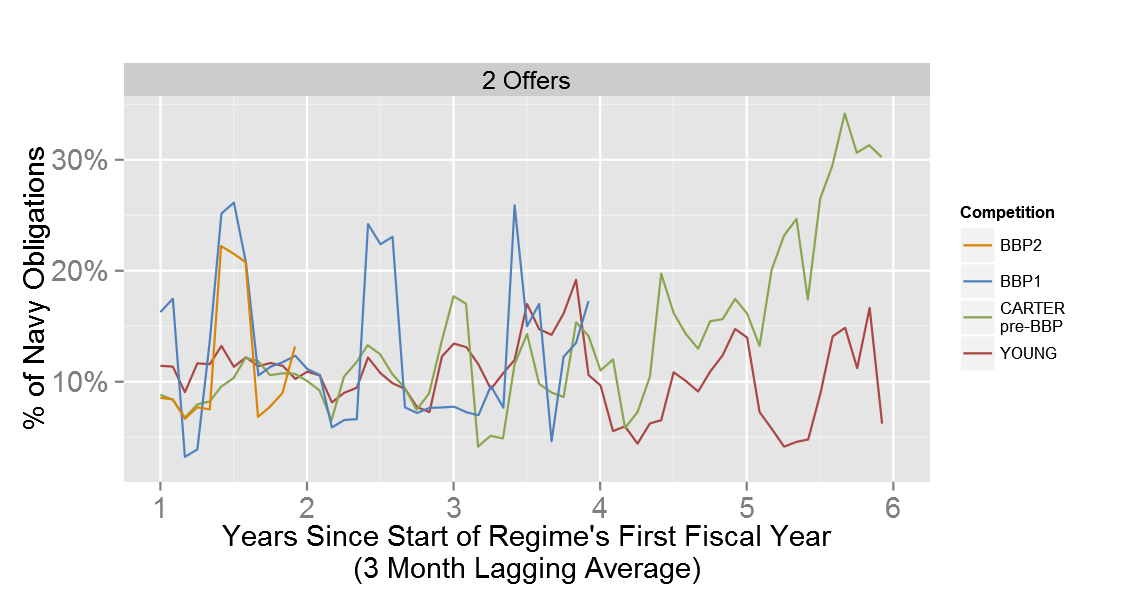 2 Offers
% of Navy Obligations
30%
20%
10%
1 2 3 4 5 6
Years Since Start of Regime's First Fiscal Year
(3 Month Lagging Average)
Competition
BBP2
BBP1
CARTER
pre-BBP
YOUNG